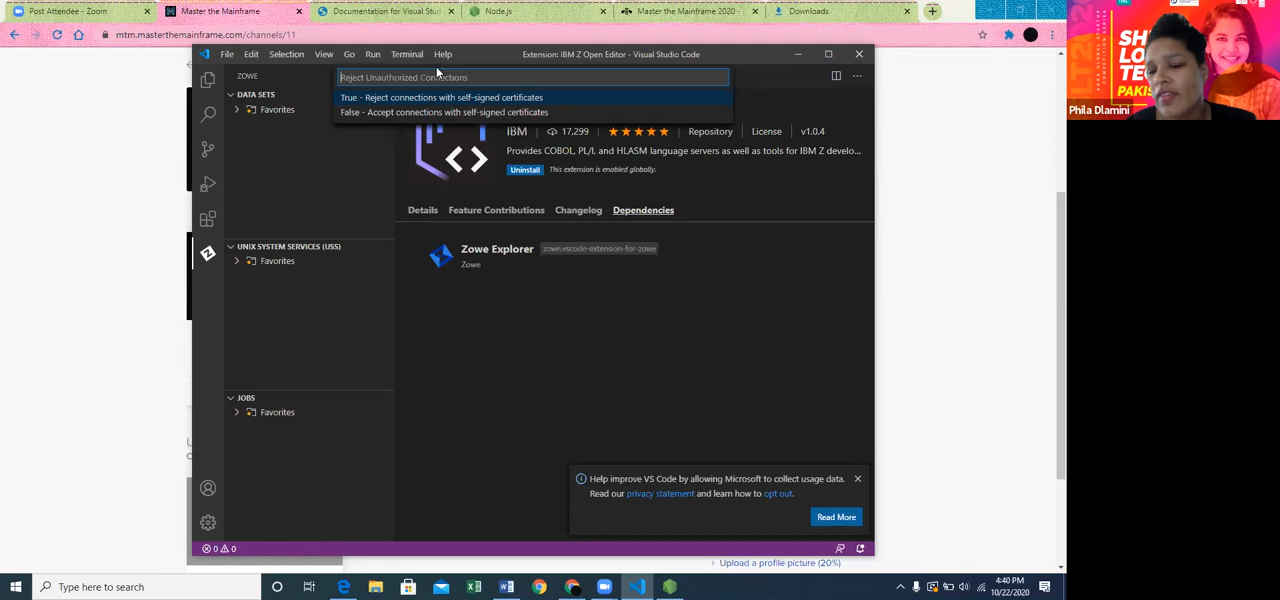 Post Attendee - Zoom
Master the Mainframe
Documentation for Visual Stud
Node.js
Master the Mainframe 2020 -
Downloads
mtm.masterthemainframe.com/channels/11
File Edit Selection View Go Run Terminal Help
Extension: IBM Z Open Editor - Visual Studio Code
ZOWE
Reject Unauthorized Connections
DATA SETS
True - Reject connections with self-signed certificates
Favorites
False - Accept connections with self-signed certificates
IBM 17,299 Repository License v1.0.4
Provides COBOL, PL/I, and HLASM language servers as well as tools for IBM Z develo...
Uninstall This extension is enabled globally.
Details Feature Contributions Changelog Dependencies
UNIX SYSTEM SERVICES (USS)
Favorites
Zowe Explorer zowe.vscode-extension-for-zowe
Zowe
JOBS
Favorites
Help improve VS Code by allowing Microsoft to collect usage data.
Read our privacy statement and learn how to opt out.
Read More
0 0
Upload a profile picture (20%)
Type here to search
4:40 PM
10/22/2020
Phila Dlamini
PAKIS